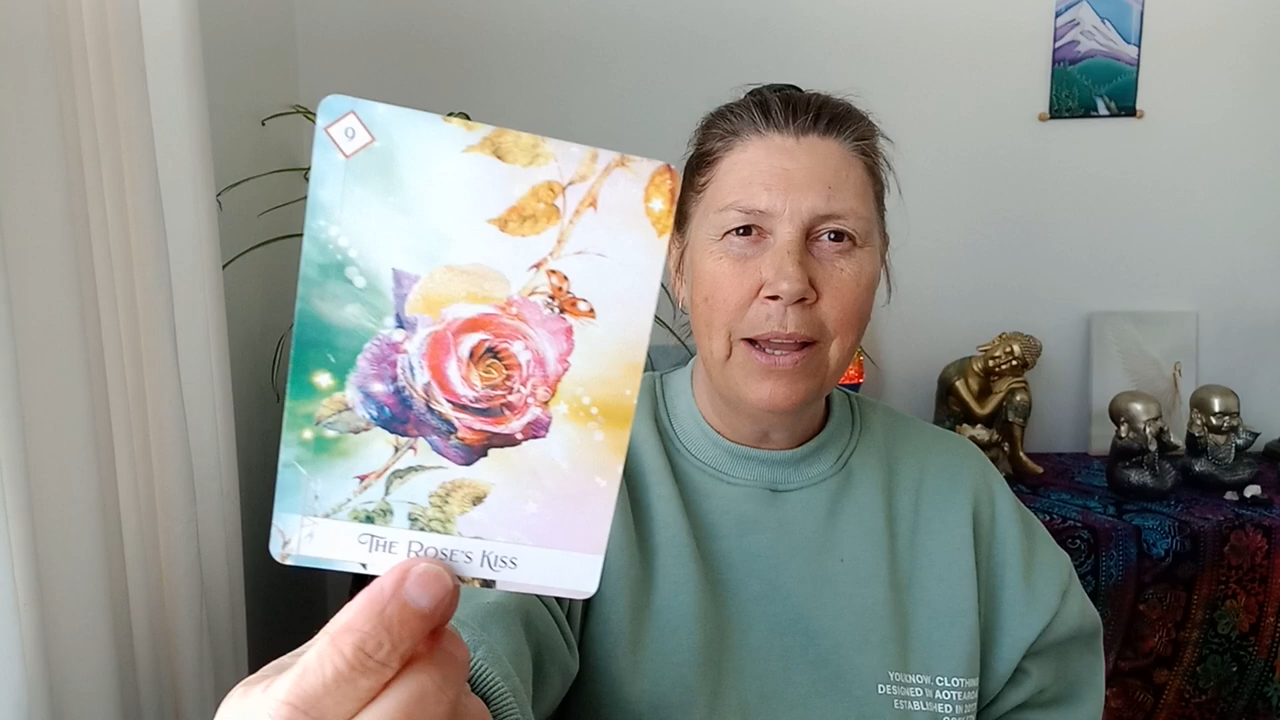 9
THE ROSE'S KISS
YOUKNOW. CLOTHING
DESIGNED IN AOTEAROA
ESTABLISHED IN